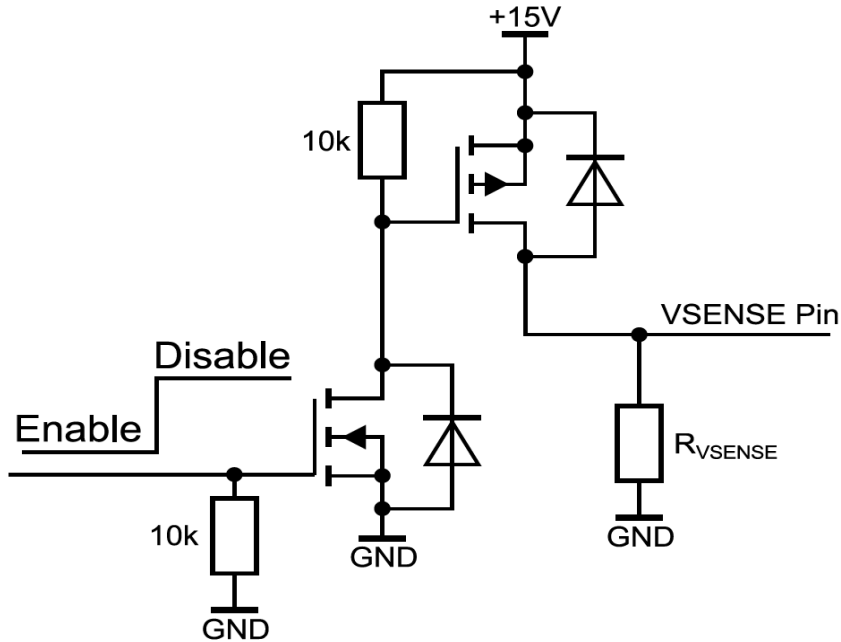 +15V
10k
VSENSE Pin
Disable
Enable
RVSENSE
10k
GND
GND
GND